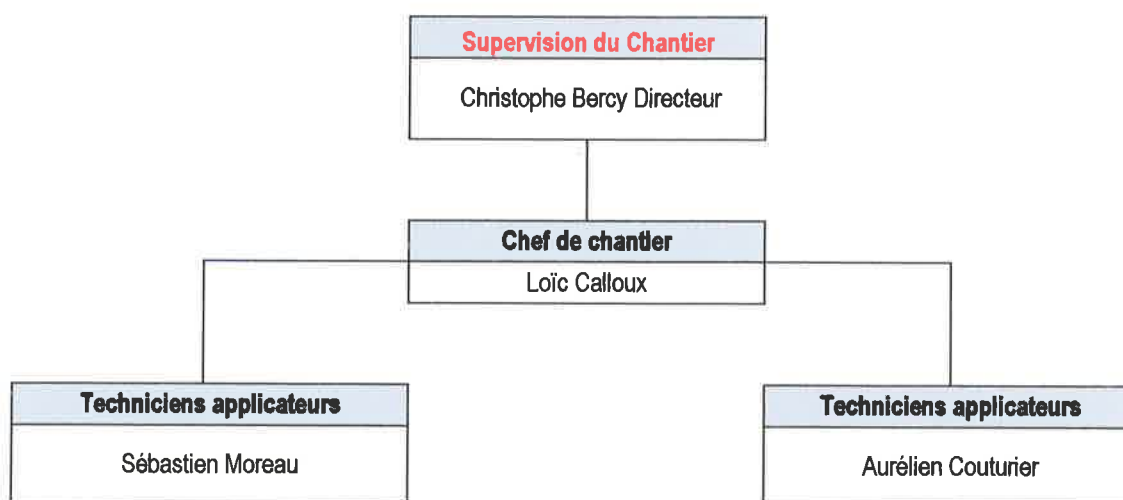 Supervision du Chantier
Christophe Bercy Directeur
Chef de chantier
Loïc Calloux
Techniciens applicateurs
Sébastien Moreau
Techniciens applicateurs
Aurélien Couturier